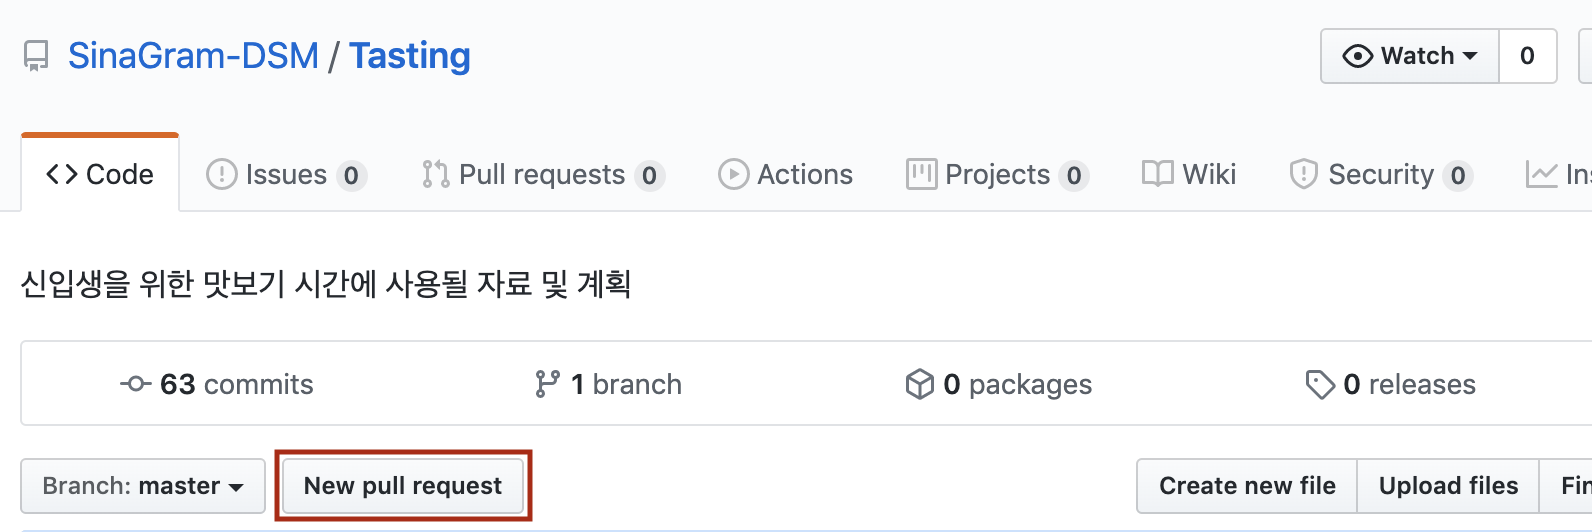 SinaGram-DSM / Tasting
Watch 0
Code Issues 0 Pull requests 0 Actions Projects 0 Wiki Security 0
신입생을 위한 맛보기 시간에 사용될 자료 및 계획
63 commits 1 branch 0 packages 0 releases
Branch: master New pull request Create new file Upload files